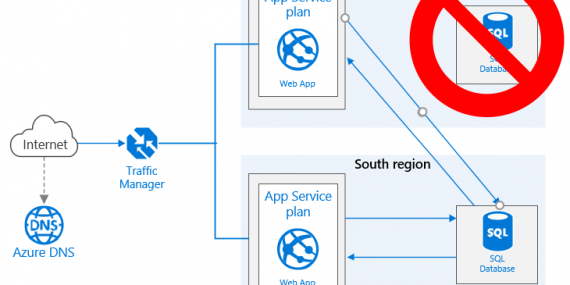 App Service
plan
Web App
SQL
SQL
Database
Internet
Traffic
Manager
DNS
Azure DNS
South region
App Service
plan
Web App
SQL
SQL
Database